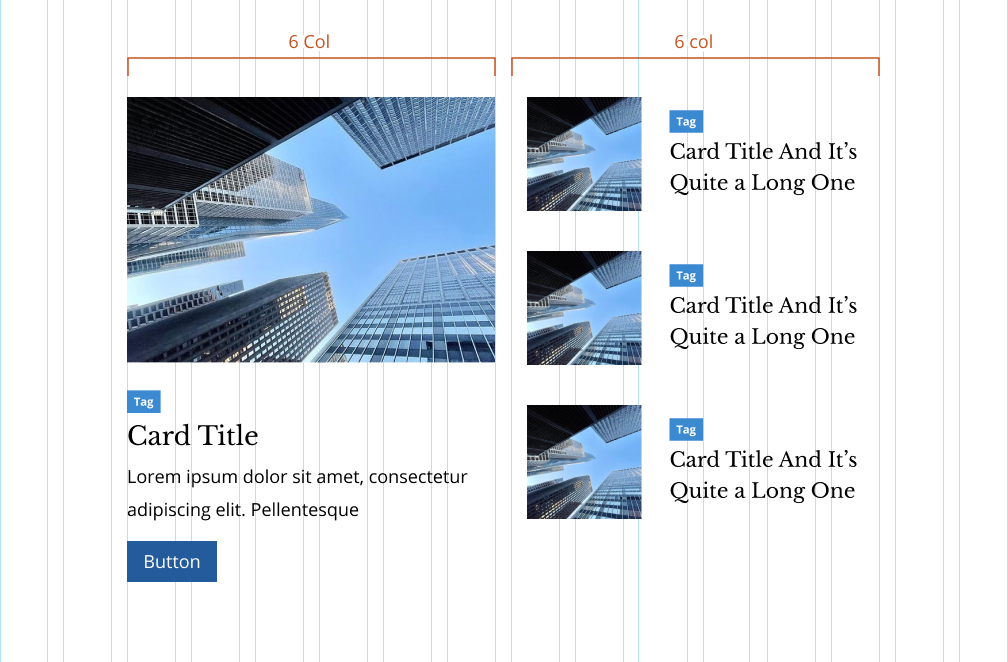 6 Col
6 col
Tag
Card Title
Lorem ipsum dolor sit amet, consectetur
adipiscing elit. Pellentesque
Button
Tag
Card Title And It’s
Quite a Long One
Tag
Card Title And It’s
Quite a Long One
Tag
Card Title And It’s
Quite a Long One